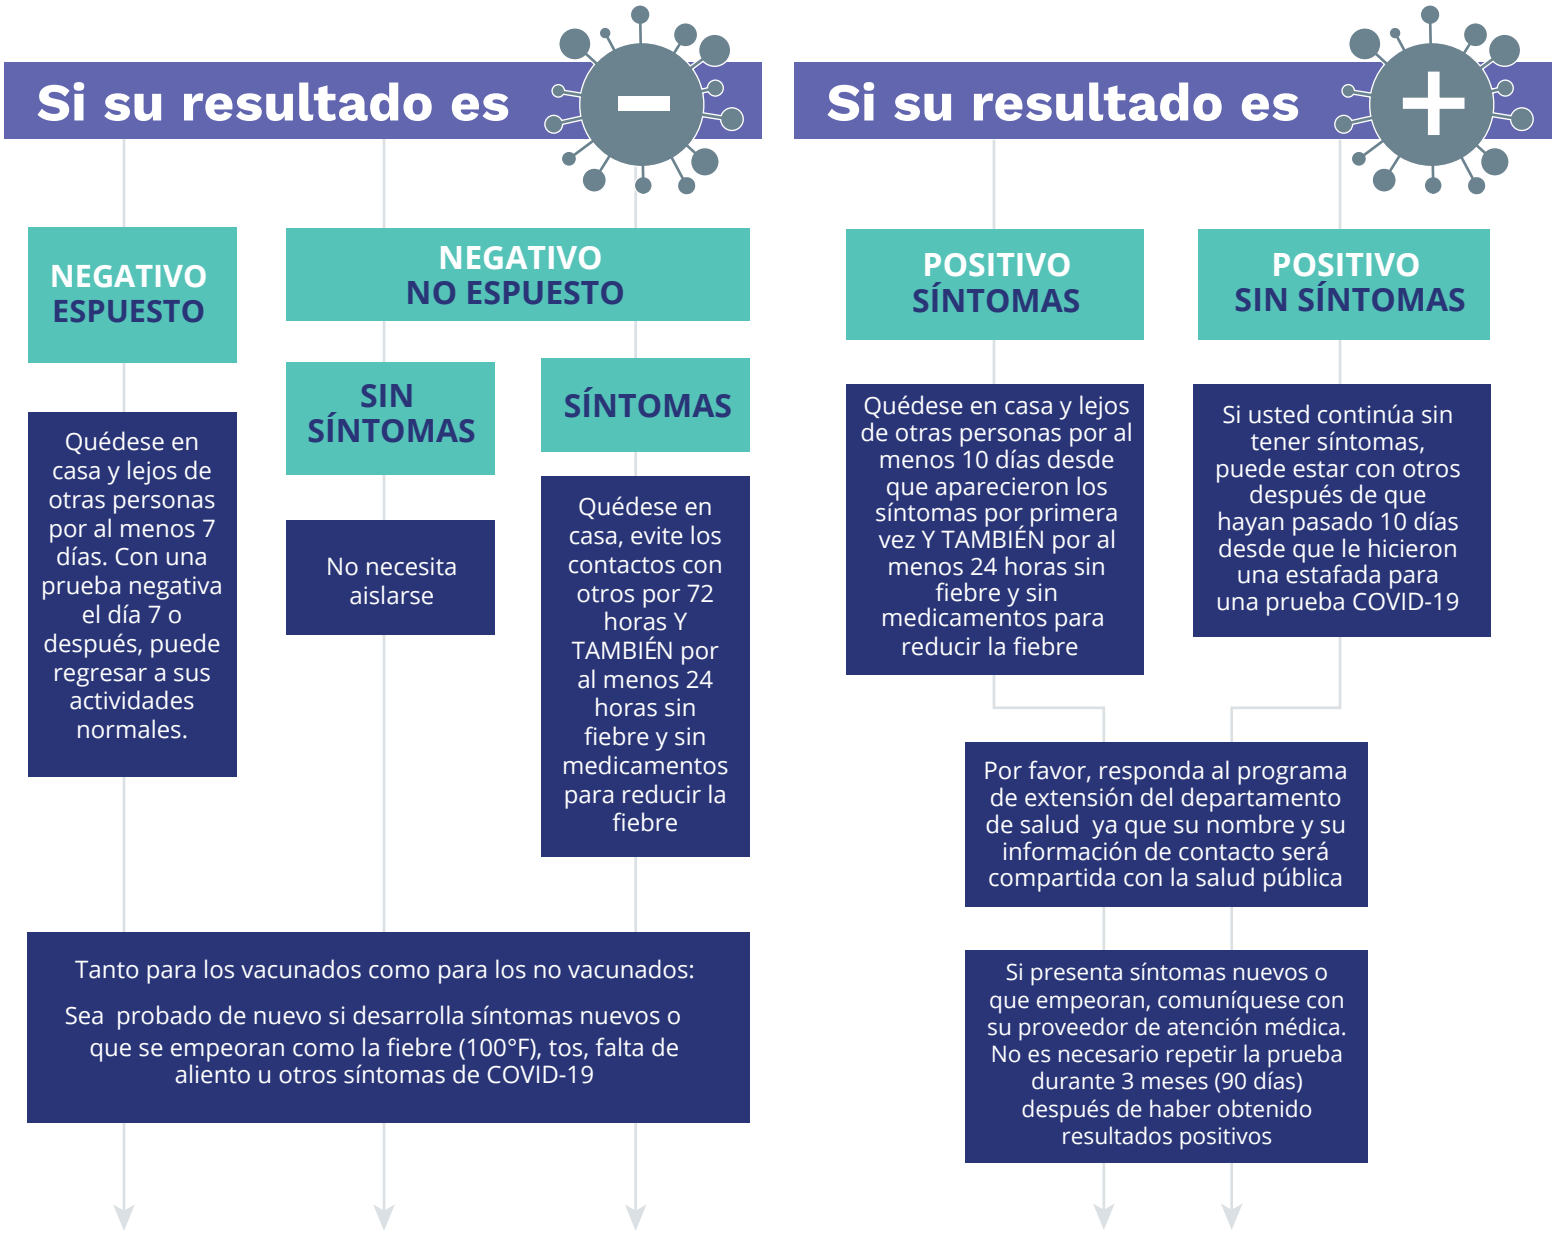 Si su resultado es −
NEGATIVO
ESPUESTO
Quédese en
casa y lejos de
otras personas
por al menos 7
días. Con una
prueba negativa
el día 7 o
después, puede
regresar a sus
actividades
normales.
NEGATIVO
NO ESPUESTO
SIN
SÍNTOMAS
No necesita
aislarse
SÍNTOMAS
Quédese en
casa, evite los
contactos con
otros por 72
horas Y
TAMBIÉN por
al menos 24
horas sin
fiebre y sin
medicamentos
para reducir la
fiebre
Tanto para los vacunados como para los no vacunados:
Sea probado de nuevo si desarrolla síntomas nuevos o
que se empeoran como la fiebre (100°F), tos, falta de
aliento u otros síntomas de COVID-19
Si su resultado es +
POSITIVO
SÍNTOMAS
Quédese en casa y lejos
de otras personas por al
menos 10 días desde
que aparecieron los
síntomas por primera
vez Y TAMBIÉN por al
menos 24 horas sin
fiebre y sin
medicamentos para
reducir la fiebre
POSITIVO
SIN SÍNTOMAS
Si usted continúa sin
tener síntomas,
puede estar con otros
después de que
hayan pasado 10 días
desde que le hicieron
una estafada para
una prueba COVID-19
Por favor, responda al programa
de extensión del departamento
de salud ya que su nombre y su
información de contacto será
compartida con la salud pública
Si presenta síntomas nuevos o
que empeoran, comuníquese con
su proveedor de atención médica.
No es necesario repetir la prueba
durante 3 meses (90 días)
después de haber obtenido
resultados positivos